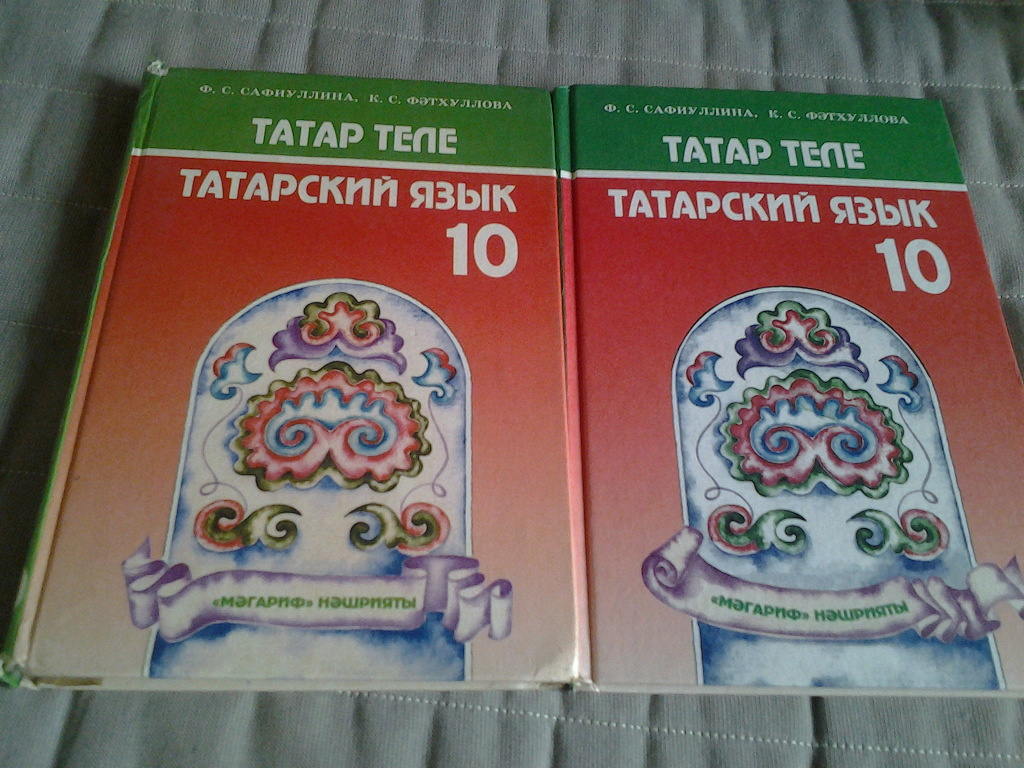 Ф. С. САФИУЛЛИНА, К. С. ФӘТХУЛЛОВА
ТАТАР ТЕЛЕ
ТАТАРСКИЙ ЯЗЫК
10
«МӘГАРИФ» НӘШРИЯТЫ
Ф. С. САФИУЛЛИНА, К. С. ФӘТХУЛЛОВА
ТАТАР ТЕЛЕ
ТАТАРСКИЙ ЯЗЫК
10
«МӘГАРИФ» НӘШРИЯТЫ